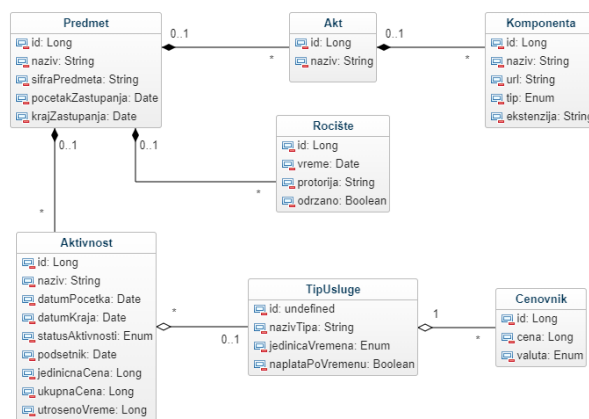 Predmet
id: Long
naziv: String
sifraPredmeta: String
pocetakZastupanja: Date
krajZastupanja: Date
0..1
*
Akt
id: Long
naziv: String
0..1
*
Komponenta
id: Long
naziv: String
url: String
tip: Enum
ekstenzija: String
0..1
*
0..1
*
Rocište
id: Long
vreme: Date
protorija: String
odrzano: Boolean
Aktivnost
id: Long
naziv: String
datumPocetka: Date
datumKraja: Date
statusAktivnosti: Enum
podsetnik: Date
jedinicnaCena: Long
ukupnaCena: Long
utrosenoVreme: Long
*
0..1
TipUsluge
id: undefined
nazivTipa: String
jedinicaVremena: Enum
naplataPoVremenu: Boolean
1
*
Cenovnik
id: Long
cena: Long
valuta: Enum